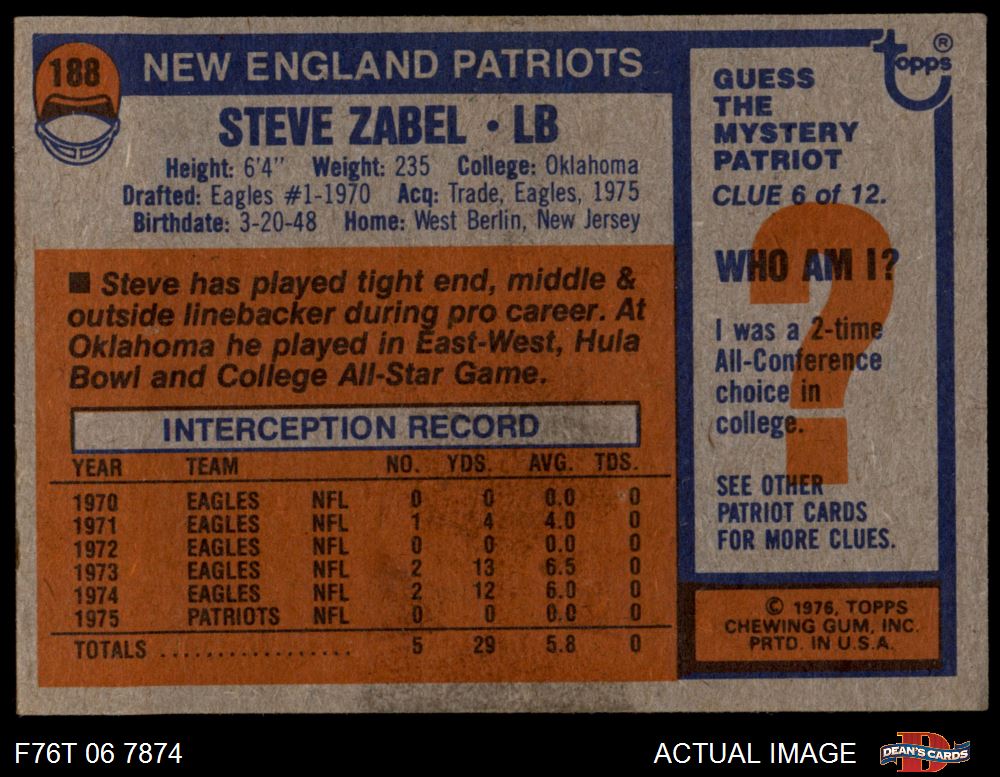 188
NEW ENGLAND PATRIOTS
STEVE ZABEL • LB
Height: 6'4" Weight: 235 College: Oklahoma
Drafted: Eagles #1-1970 Acq: Trade, Eagles, 1975
Birthdate: 3-20-48 Home: West Berlin, New Jersey
■ Steve has played tight end, middle &
outside linebacker during pro career. At
Oklahoma he played in East-West, Hula
Bowl and College All-Star Game.
INTERCEPTION RECORD
YEAR TEAM NO. YDS. AVG. TDS.
1970 EAGLES NFL 0 0 0.0 0
1971 EAGLES NFL 1 4 4.0 0
1972 EAGLES NFL 0 0 0.0 0
1973 EAGLES NFL 2 13 6.5 0
1974 EAGLES NFL 2 12 6.0 0
1975 PATRIOTS NFL 0 0 0.0 0
TOTALS .................. 5 29 5.8 0
topps ®
GUESS
THE
MYSTERY
PATRIOT
CLUE 6 of 12.
WHO AM I?
?
I was a 2-time
All-Conference
choice in
college.
SEE OTHER
PATRIOT CARDS
FOR MORE CLUES.
© 1976, TOPPS
CHEWING GUM, INC.
PRTD. IN U.S.A.
F76T 06 7874
ACTUAL IMAGE
D
DEAN'S CARDS